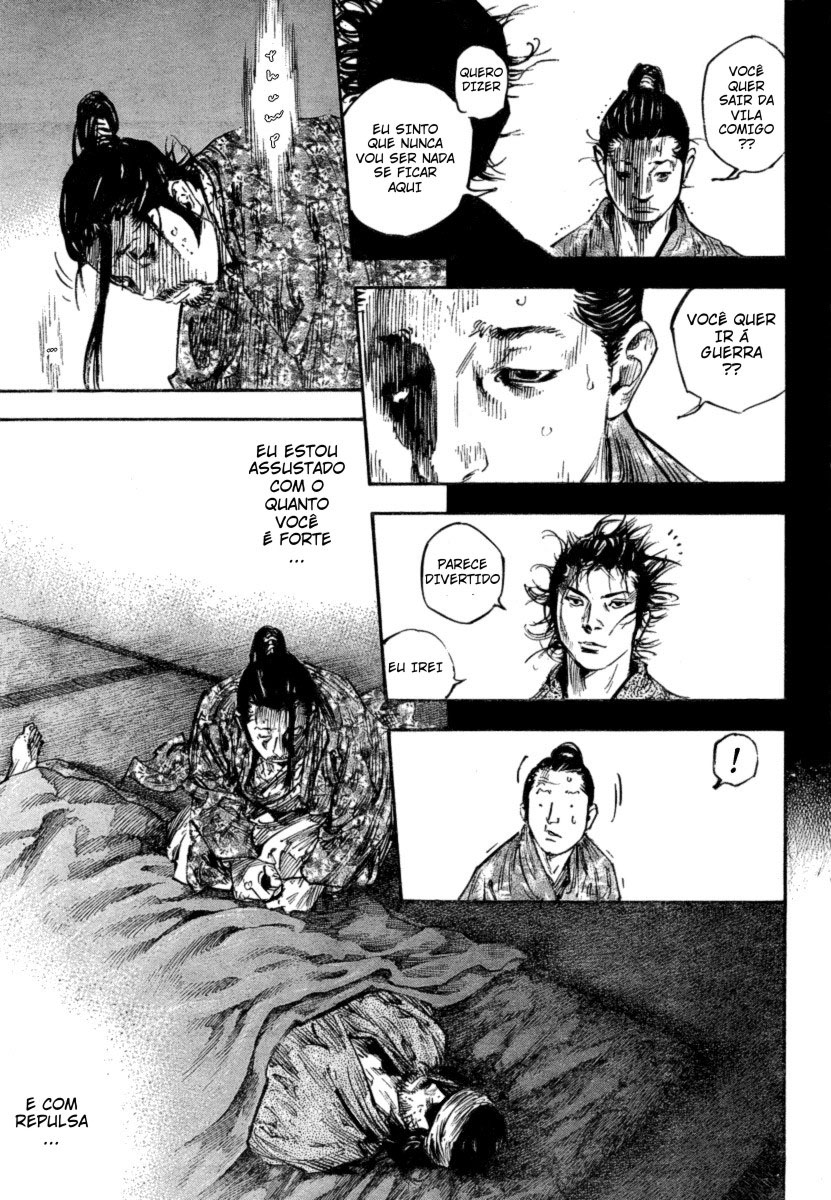 VOCÊ
QUER
SAIR DA
VILA
COMIGO
??
QUERO
DIZER
EU SINTO
QUE NUNCA
VOU SER NADA
SE FICAR
AQUI
VOCÊ QUER
IR Á
GUERRA
??
PARECE
DIVERTIDO
EU IREI
!
thump
...
EU ESTOU
ASSUSTADO
COM O
QUANTO
VOCÊ
É FORTE
...
E COM
REPULSA
...